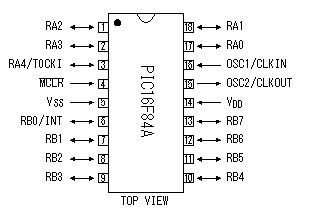 RA2 1 18 RA1
RA3 2 17 RA0
RA4/TOCKI 3 16 OSC1/CLKIN
MCLR 4 15 OSC2/CLKOUT
VSS 5 14 VDD
RB0/INT 6 13 RB7
RB1 7 12 RB6
RB2 8 11 RB5
RB3 9 10 RB4
PIC16F84A
TOP VIEW